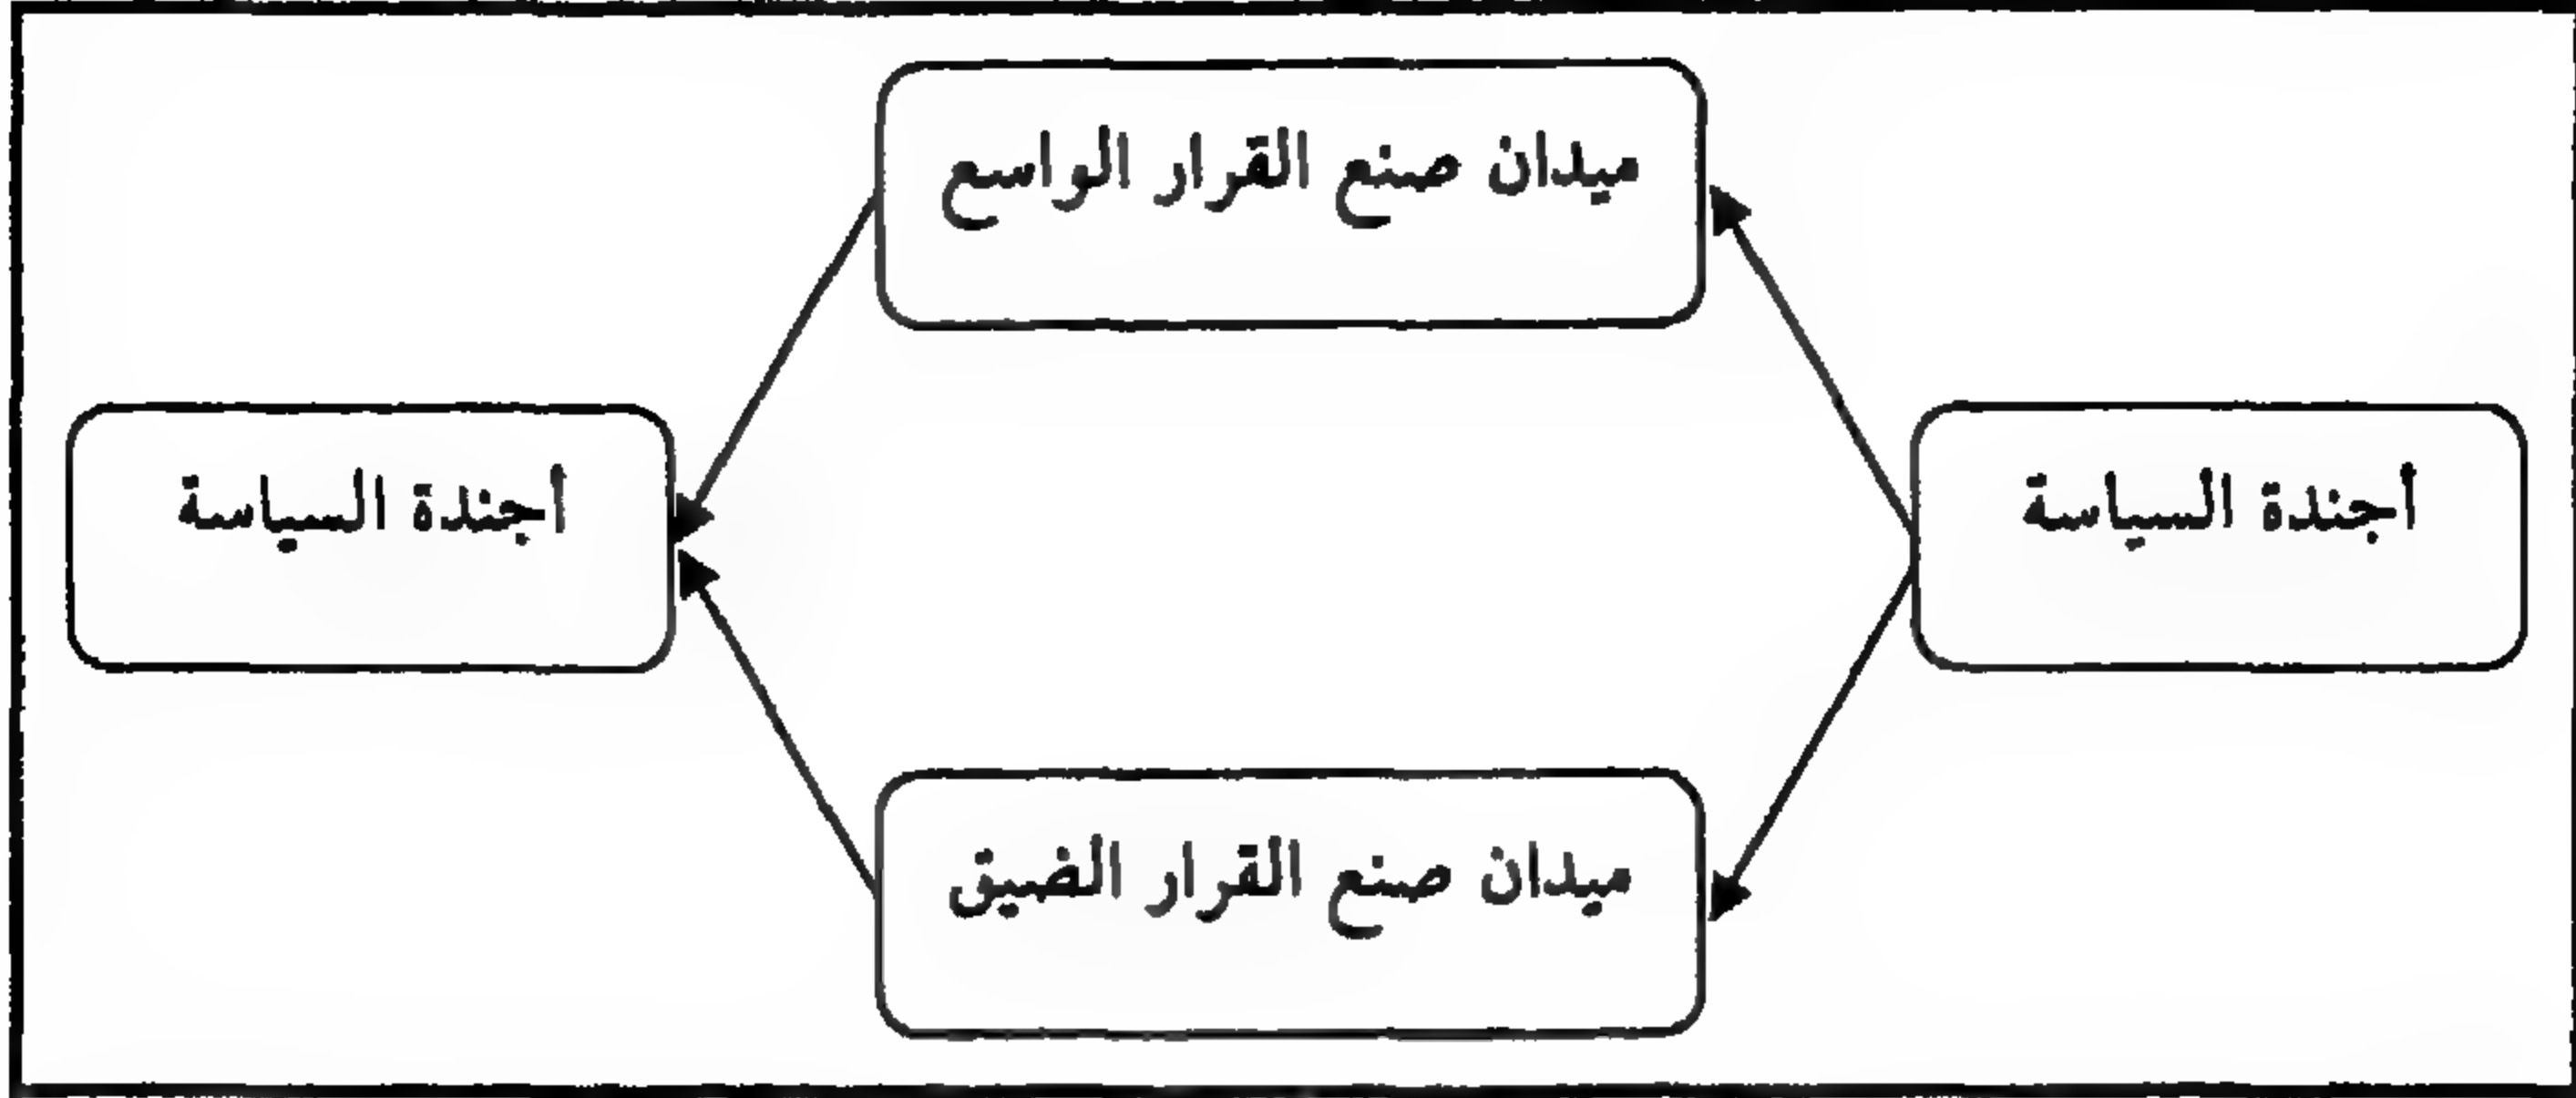 ميدان صنع القرار الواسع
أجندة السياسة
أجندة السياسة
ميدان صنع القرار الضيق